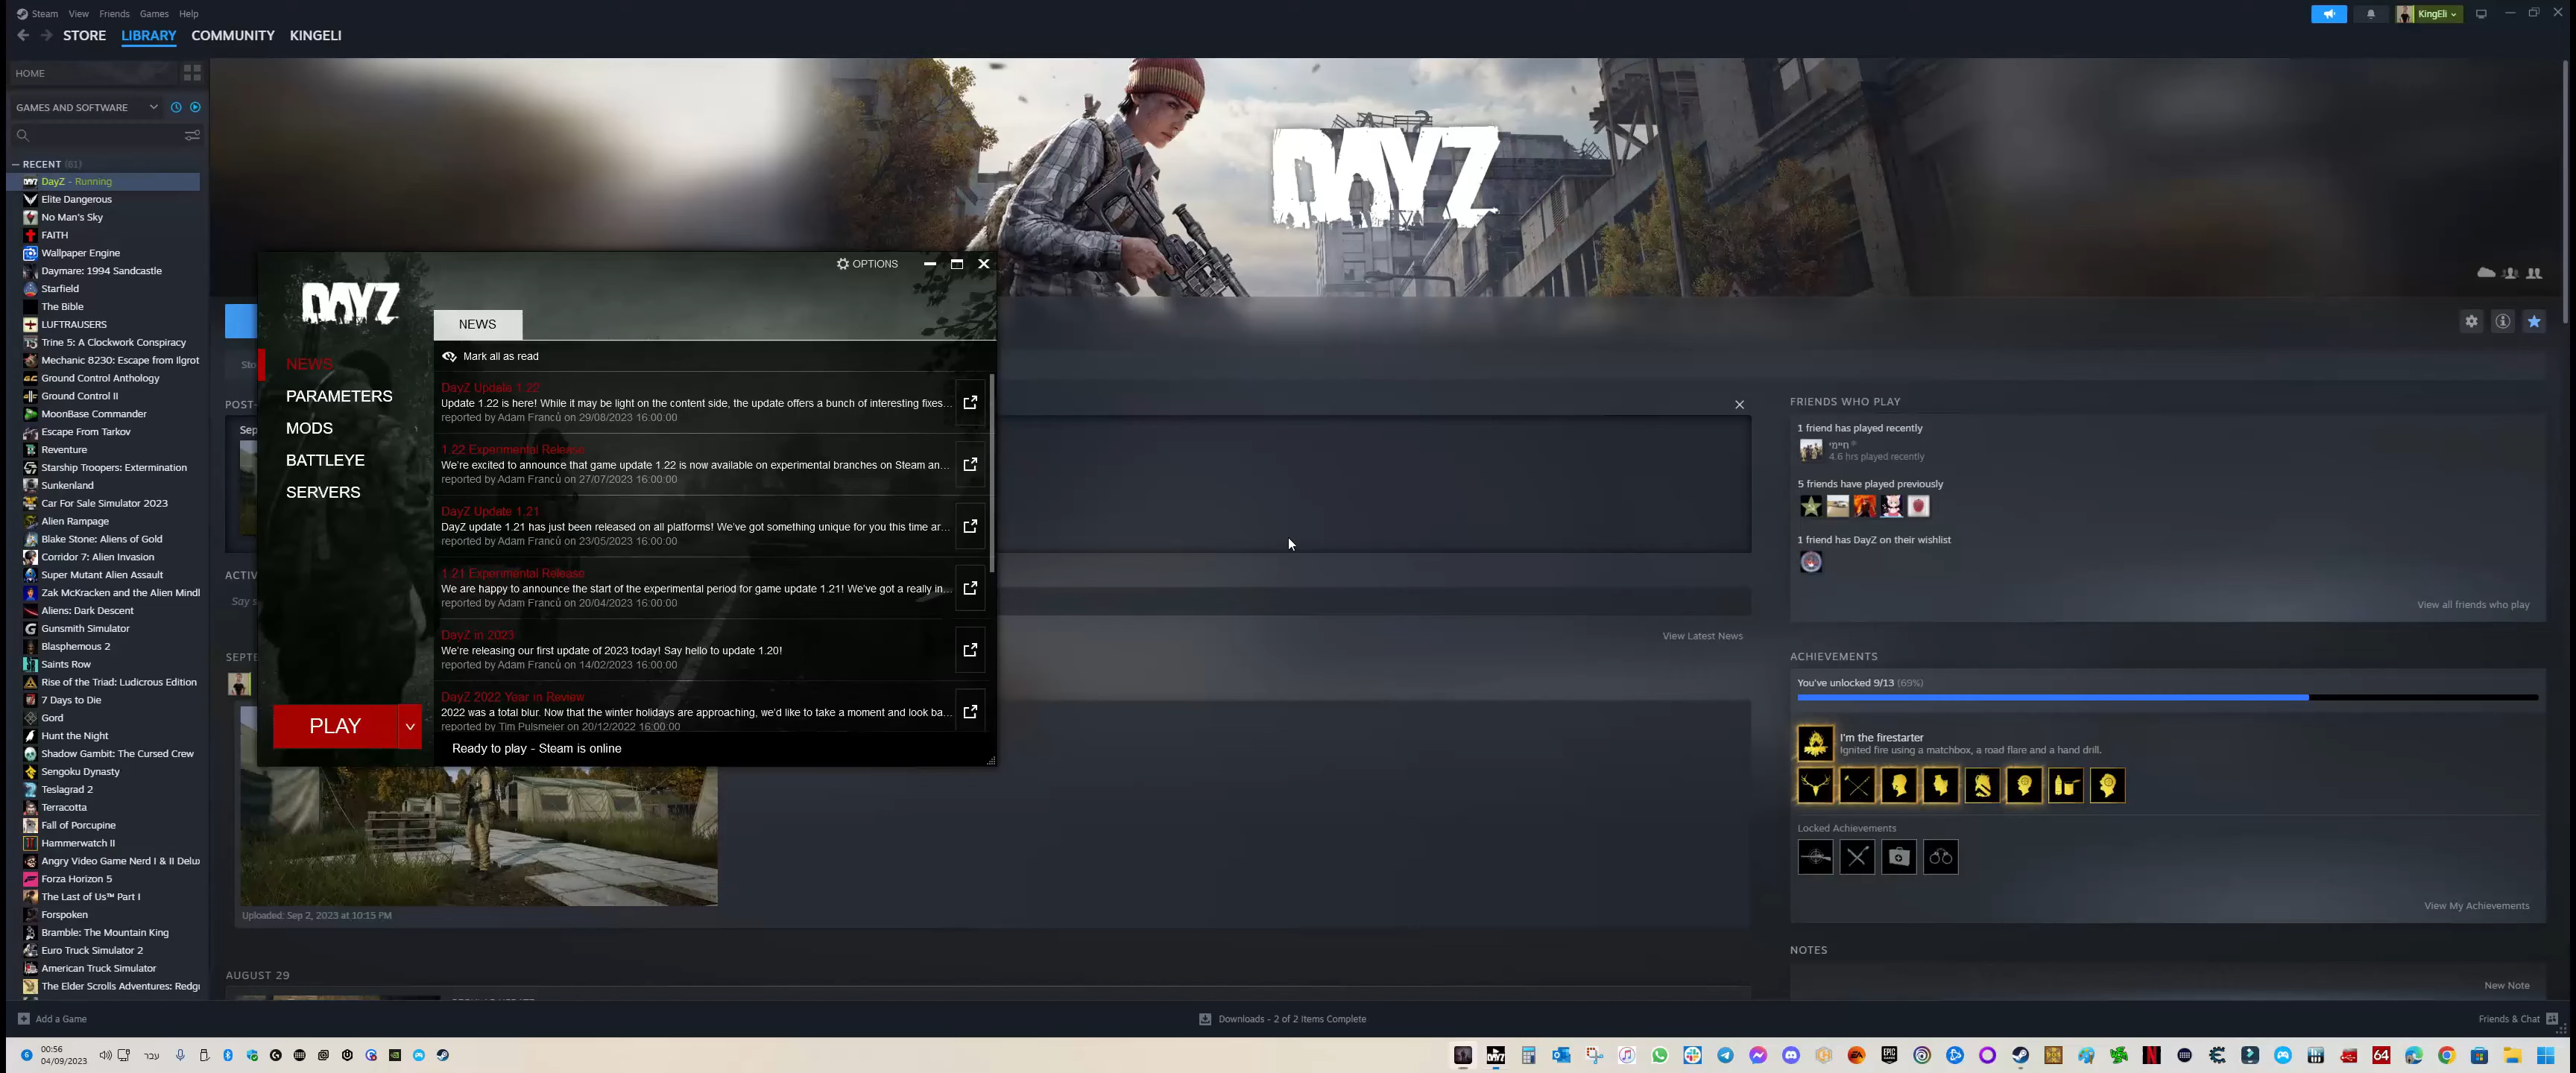 Steam View Friends Games Help
KingEli
STORE LIBRARY COMMUNITY KINGELI
HOME
GAMES AND SOFTWARE
RECENT (61)
DayZ - Running
Elite Dangerous
No Man's Sky
FAITH
Wallpaper Engine
Daymare: 1994 Sandcastle
Starfield
The Bible
LUFTRAUSERS
Trine 5: A Clockwork Conspiracy
Mechanic 8230: Escape from Ilgrot
Ground Control Anthology
Ground Control II
MoonBase Commander
Escape From Tarkov
Reventure
Starship Troopers: Extermination
Sunkenland
Car For Sale Simulator 2023
Alien Rampage
Blake Stone: Aliens of Gold
Corridor 7: Alien Invasion
Super Mutant Alien Assault
Zak McKracken and the Alien Mindl
Aliens: Dark Descent
Gunsmith Simulator
Blasphemous 2
Saints Row
Rise of the Triad: Ludicrous Edition
7 Days to Die
Gord
Hunt the Night
Shadow Gambit: The Cursed Crew
Sengoku Dynasty
Teslagrad 2
Terracotta
Fall of Porcupine
Hammerwatch II
Angry Video Game Nerd I & II Delu
Forza Horizon 5
The Last of Us™ Part I
Forspoken
Bramble: The Mountain King
Euro Truck Simulator 2
American Truck Simulator
The Elder Scrolls Adventures: Redgu
DAYZ
OPTIONS
DAYZ
NEWS
PARAMETERS
MODS
BATTLEYE
SERVERS
PLAY
NEWS
Mark all as read
DayZ Update 1.22
Update 1.22 is here! While it may be light on the content side, the update offers a bunch of interesting fixes...
reported by Adam Franců on 29/08/2023 16:00:00
1.22 Experimental Release
We're excited to announce that game update 1.22 is now available on experimental branches on Steam an...
reported by Adam Franců on 27/07/2023 16:00:00
DayZ Update 1.21
DayZ update 1.21 has just been released on all platforms! We've got something unique for you this time ar...
reported by Adam Franců on 23/05/2023 16:00:00
1.21 Experimental Release
We are happy to announce the start of the experimental period for game update 1.21! We've got a really in...
reported by Adam Franců on 20/04/2023 16:00:00
DayZ in 2023
We're releasing our first update of 2023 today! Say hello to update 1.20!
reported by Adam Franců on 14/02/2023 16:00:00
DayZ 2022 Year in Review
2022 was a total blur. Now that the winter holidays are approaching, we'd like to take a moment and look ba...
reported by Tim Pulsmeier on 20/12/2022 16:00:00
Ready to play - Steam is online
Sto
POST-
Sep
ACTIV
Say s
View Latest News
SEPTE
Uploaded: Sep 2, 2023 at 10:15 PM
AUGUST 29
FRIENDS WHO PLAY
1 friend has played recently
חיימי
4.6 hrs played recently
5 friends have played previously
1 friend has DayZ on their wishlist
View all friends who play
ACHIEVEMENTS
You've unlocked 9/13 (69%)
I'm the firestarter
Ignited fire using a matchbox, a road flare and a hand drill.
Locked Achievements
View My Achievements
NOTES
New Note
Add a Game
Downloads - 2 of 2 Items Complete
Friends & Chat
6
00:56
04/09/2023
עבר
DAYZ
EA
EPIC
64